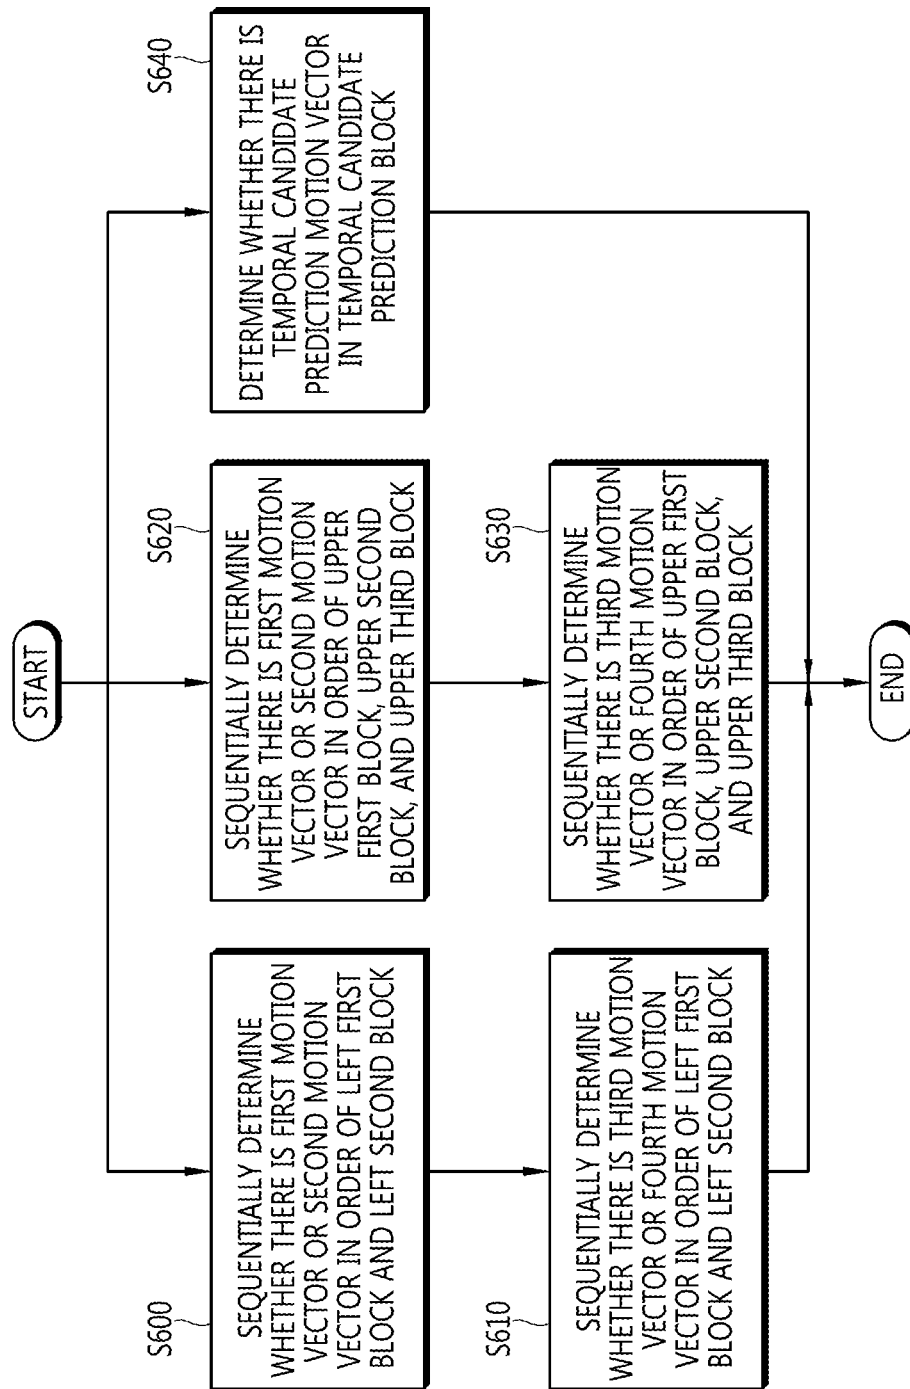 START
S600
SEQUENTIALLY DETERMINE
WHETHER THERE IS FIRST MOTION
VECTOR OR SECOND MOTION
VECTOR IN ORDER OF LEFT FIRST
BLOCK AND LEFT SECOND BLOCK
S620
SEQUENTIALLY DETERMINE
WHETHER THERE IS FIRST MOTION
VECTOR OR SECOND MOTION
VECTOR IN ORDER OF UPPER
FIRST BLOCK, UPPER SECOND
BLOCK, AND UPPER THIRD BLOCK
S640
DETERMINE WHETHER THERE IS
TEMPORAL CANDIDATE
PREDICTION MOTION VECTOR
IN TEMPORAL CANDIDATE
PREDICTION BLOCK
S610
SEQUENTIALLY DETERMINE
WHETHER THERE IS THIRD MOTION
VECTOR OR FOURTH MOTION
VECTOR IN ORDER OF LEFT FIRST
BLOCK AND LEFT SECOND BLOCK
S630
SEQUENTIALLY DETERMINE
WHETHER THERE IS THIRD MOTION
VECTOR OR FOURTH MOTION
VECTOR IN ORDER OF UPPER FIRST
BLOCK, UPPER SECOND BLOCK,
AND UPPER THIRD BLOCK
END